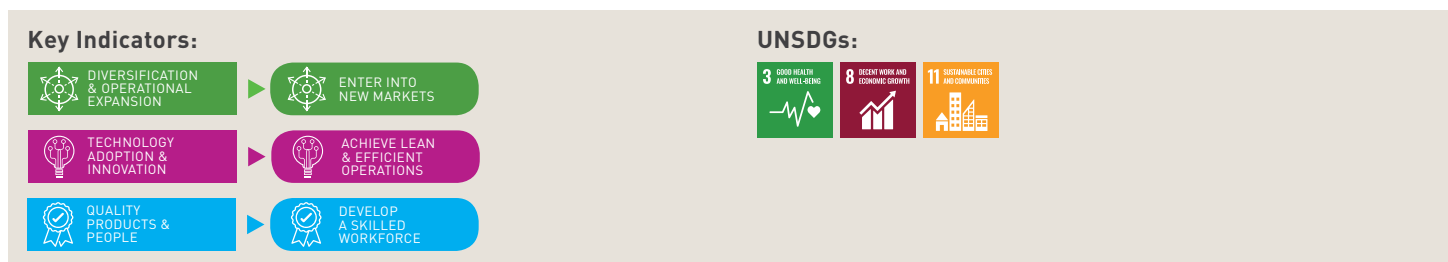 Key Indicators:
DIVERSIFICATION
& OPERATIONAL
EXPANSION
ENTER INTO
NEW MARKETS
TECHNOLOGY
ADOPTION &
INNOVATION
ACHIEVE LEAN
& EFFICIENT
OPERATIONS
QUALITY
PRODUCTS &
PEOPLE
DEVELOP
A SKILLED
WORKFORCE
UNSDGs:
3 GOOD HEALTH
AND WELL-BEING
8 DECENT WORK AND
ECONOMIC GROWTH
11 SUSTAINABLE CITIES
AND COMMUNITIES